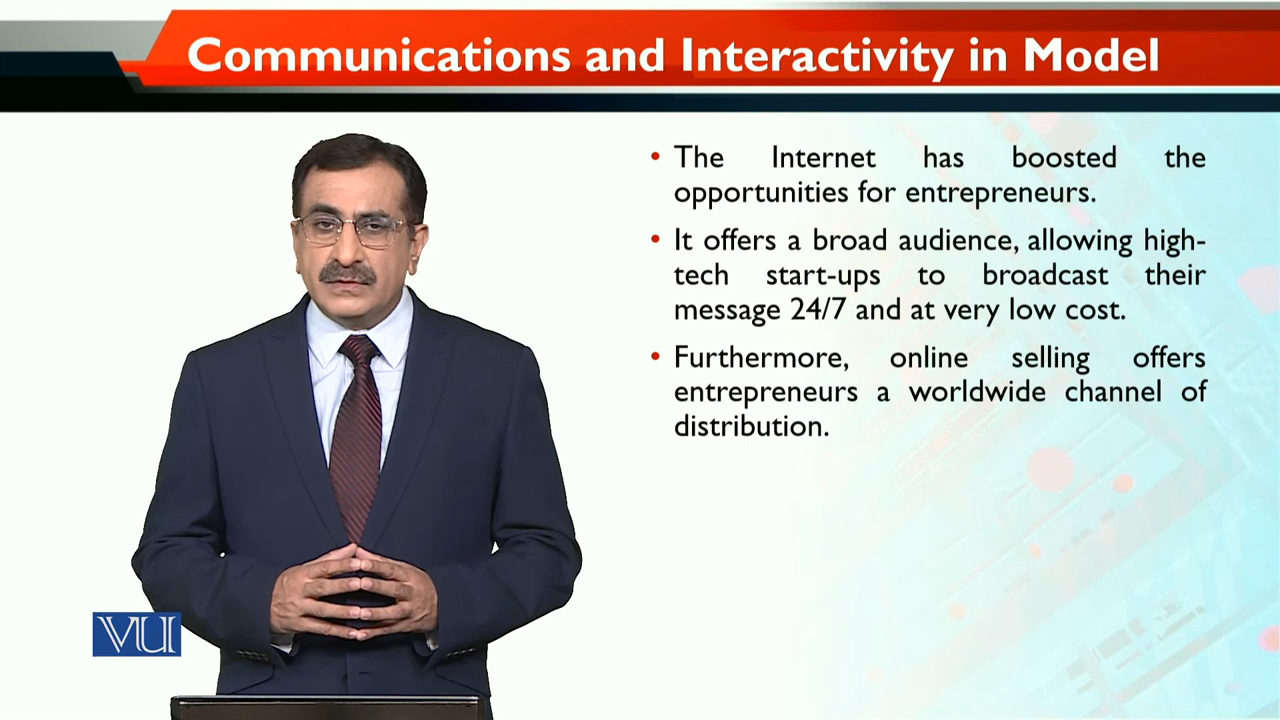 Communications and Interactivity in Model
• The Internet has boosted the
opportunities for entrepreneurs.
• It offers a broad audience, allowing high-
tech start-ups to broadcast their
message 24/7 and at very low cost.
• Furthermore, online selling offers
entrepreneurs a worldwide channel of
distribution.
VU